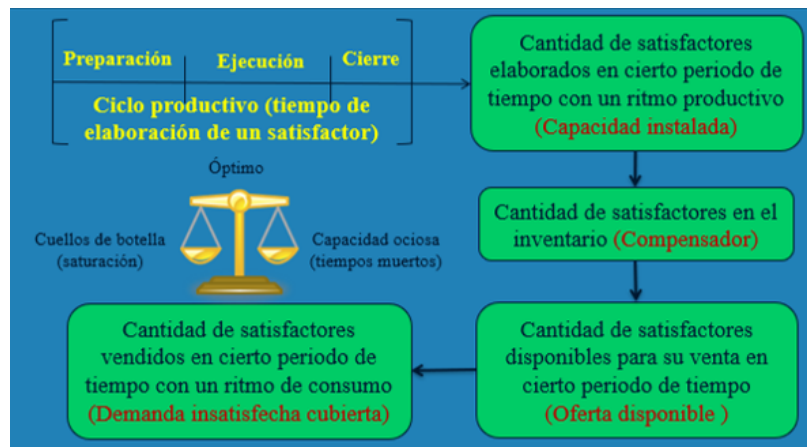 Preparación
Ejecución
Cierre
Ciclo productivo (tiempo de
elaboración de un satisfactor)
Cantidad de satisfactores
elaborados en cierto periodo de
tiempo con un ritmo productivo
(Capacidad instalada)
Óptimo
Cuellos de botella
(saturación)
Capacidad ociosa
(tiempos muertos)
Cantidad de satisfactores en el
inventario (Compensador)
Cantidad de satisfactores
disponibles para su venta en
cierto periodo de tiempo
(Oferta disponible )
Cantidad de satisfactores
vendidos en cierto periodo de
tiempo con un ritmo de consumo
(Demanda insatisfecha cubierta)